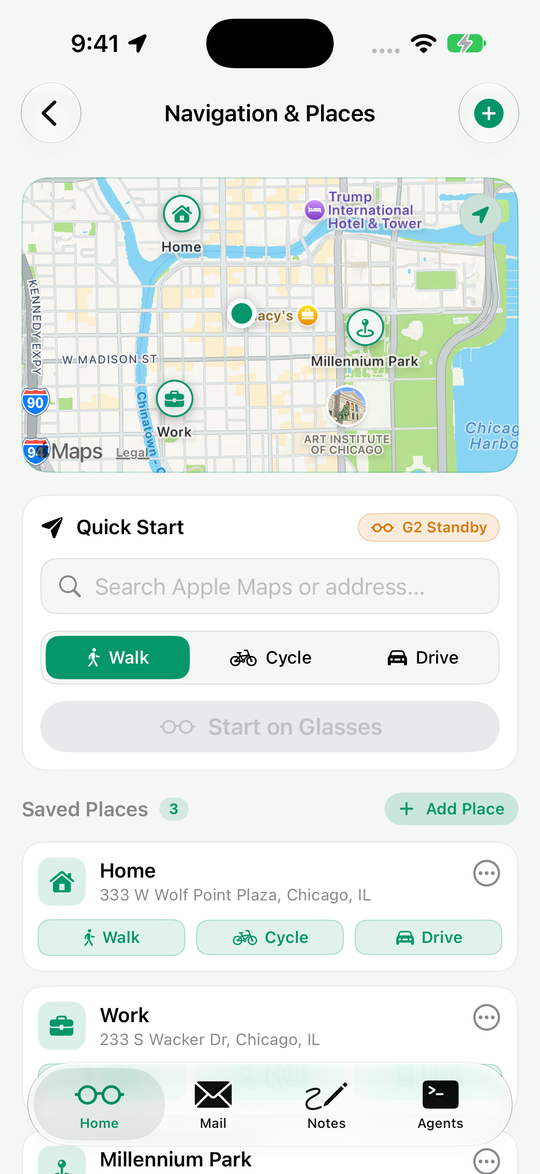 9:41
Navigation & Places
Trump
International
Hotel & Tower
Home
KENNEDY EXPY
acy's
W MADISON ST
Millennium Park
90
Work
Chinatown - C
ART INSTITUTE
OF CHICAGO
Chicag
Harbo
94
Maps
Legal
Quick Start
G2 Standby
Search Apple Maps or address...
Walk
Cycle
Drive
Start on Glasses
Saved Places
3
Add Place
Home
333 W Wolf Point Plaza, Chicago, IL
Walk
Cycle
Drive
Work
233 S Wacker Dr, Chicago, IL
Home
Mail
Notes
Agents
Millennium Park